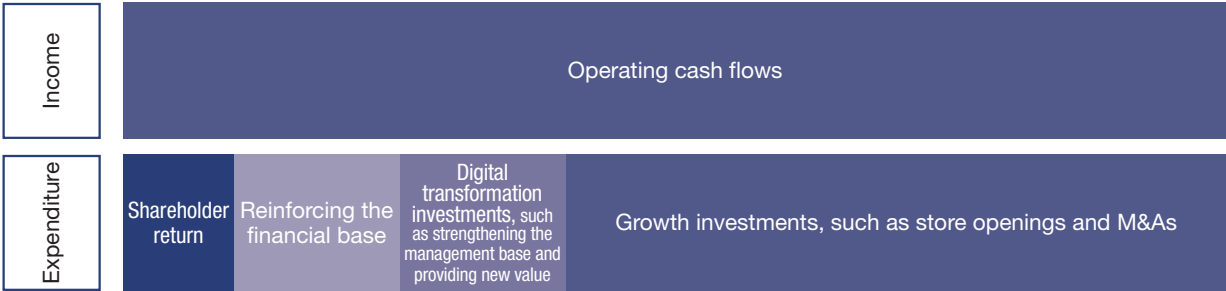 Income
Operating cash flows
Expenditure
Shareholder
return
Reinforcing the
financial base
Digital
transformation
investments, such
as strengthening the
management base and
providing new value
Growth investments, such as store openings and M&As